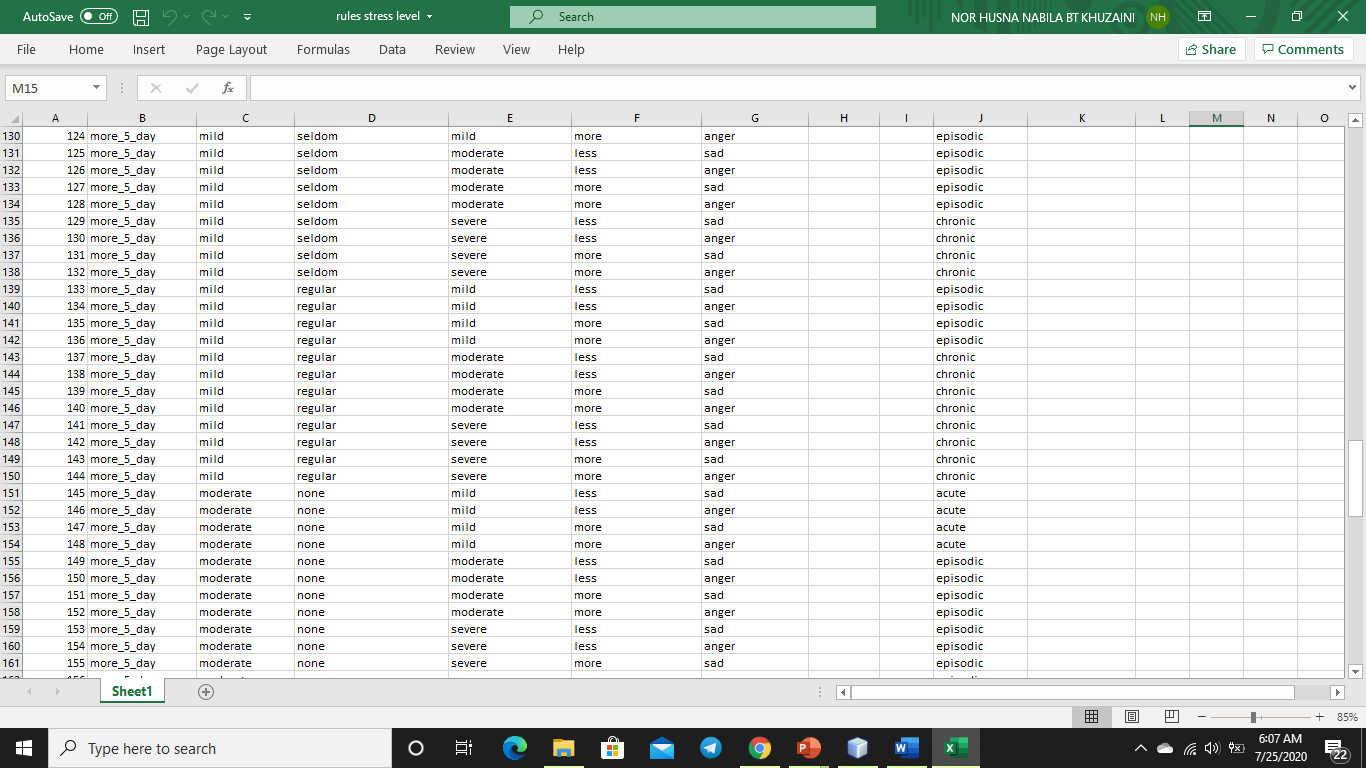 AutoSave Off rules stress level Search NOR HUSNA NABILA BT KHUZAINI NH
File Home Insert Page Layout Formulas Data Review View Help Share Comments
M15 fx
A B C D E F G H I J K L M N O
130 124 more_5_day mild seldom mild more anger episodic
131 125 more_5_day mild seldom moderate less sad episodic
132 126 more_5_day mild seldom moderate less anger episodic
133 127 more_5_day mild seldom moderate more sad episodic
134 128 more_5_day mild seldom moderate more anger episodic
135 129 more_5_day mild seldom severe less sad chronic
136 130 more_5_day mild seldom severe less anger chronic
137 131 more_5_day mild seldom severe more sad chronic
138 132 more_5_day mild seldom severe more anger chronic
139 133 more_5_day mild regular mild less sad episodic
140 134 more_5_day mild regular mild less anger episodic
141 135 more_5_day mild regular mild more sad episodic
142 136 more_5_day mild regular mild more anger episodic
143 137 more_5_day mild regular moderate less sad chronic
144 138 more_5_day mild regular moderate less anger chronic
145 139 more_5_day mild regular moderate more sad chronic
146 140 more_5_day mild regular moderate more anger chronic
147 141 more_5_day mild regular severe less sad chronic
148 142 more_5_day mild regular severe less anger chronic
149 143 more_5_day mild regular severe more sad chronic
150 144 more_5_day mild regular severe more anger chronic
151 145 more_5_day moderate none mild less sad acute
152 146 more_5_day moderate none mild less anger acute
153 147 more_5_day moderate none mild more sad acute
154 148 more_5_day moderate none mild more anger acute
155 149 more_5_day moderate none moderate less sad episodic
156 150 more_5_day moderate none moderate less anger episodic
157 151 more_5_day moderate none moderate more sad episodic
158 152 more_5_day moderate none moderate more anger episodic
159 153 more_5_day moderate none severe less sad episodic
160 154 more_5_day moderate none severe less anger episodic
161 155 more_5_day moderate none severe more sad episodic
Sheet1
85%
Type here to search 6:07 AM
7/25/2020 22